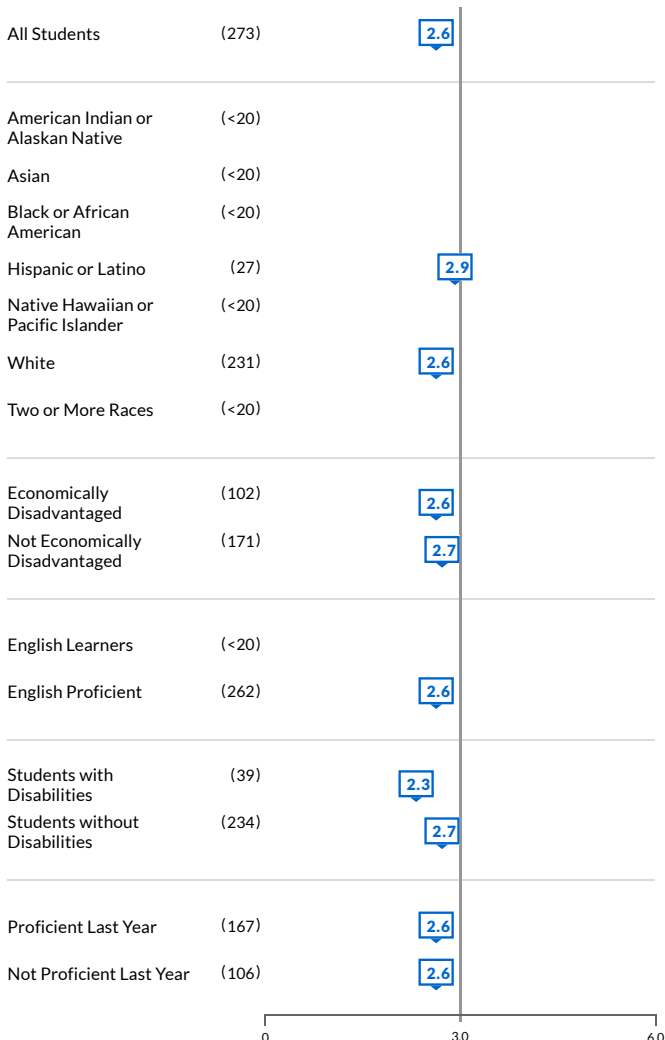 All Students (273) 2.6
American Indian or (<20)
Alaskan Native
Asian (<20)
Black or African (<20)
American
Hispanic or Latino (27) 2.9
Native Hawaiian or (<20)
Pacific Islander
White (231) 2.6
Two or More Races (<20)
Economically (102) 2.6
Disadvantaged
Not Economically (171) 2.7
Disadvantaged
English Learners (<20)
English Proficient (262) 2.6
Students with (39) 2.3
Disabilities
Students without (234) 2.7
Disabilities
Proficient Last Year (167) 2.6
Not Proficient Last Year (106) 2.6
0 3.0 6.0